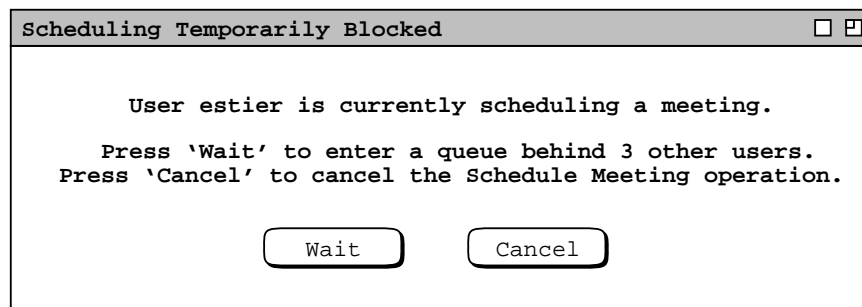 Scheduling Temporarily Blocked
User estier is currently scheduling a meeting.
Press ‘Wait’ to enter a queue behind 3 other users.
Press ‘Cancel’ to cancel the Schedule Meeting operation.
Wait
Cancel